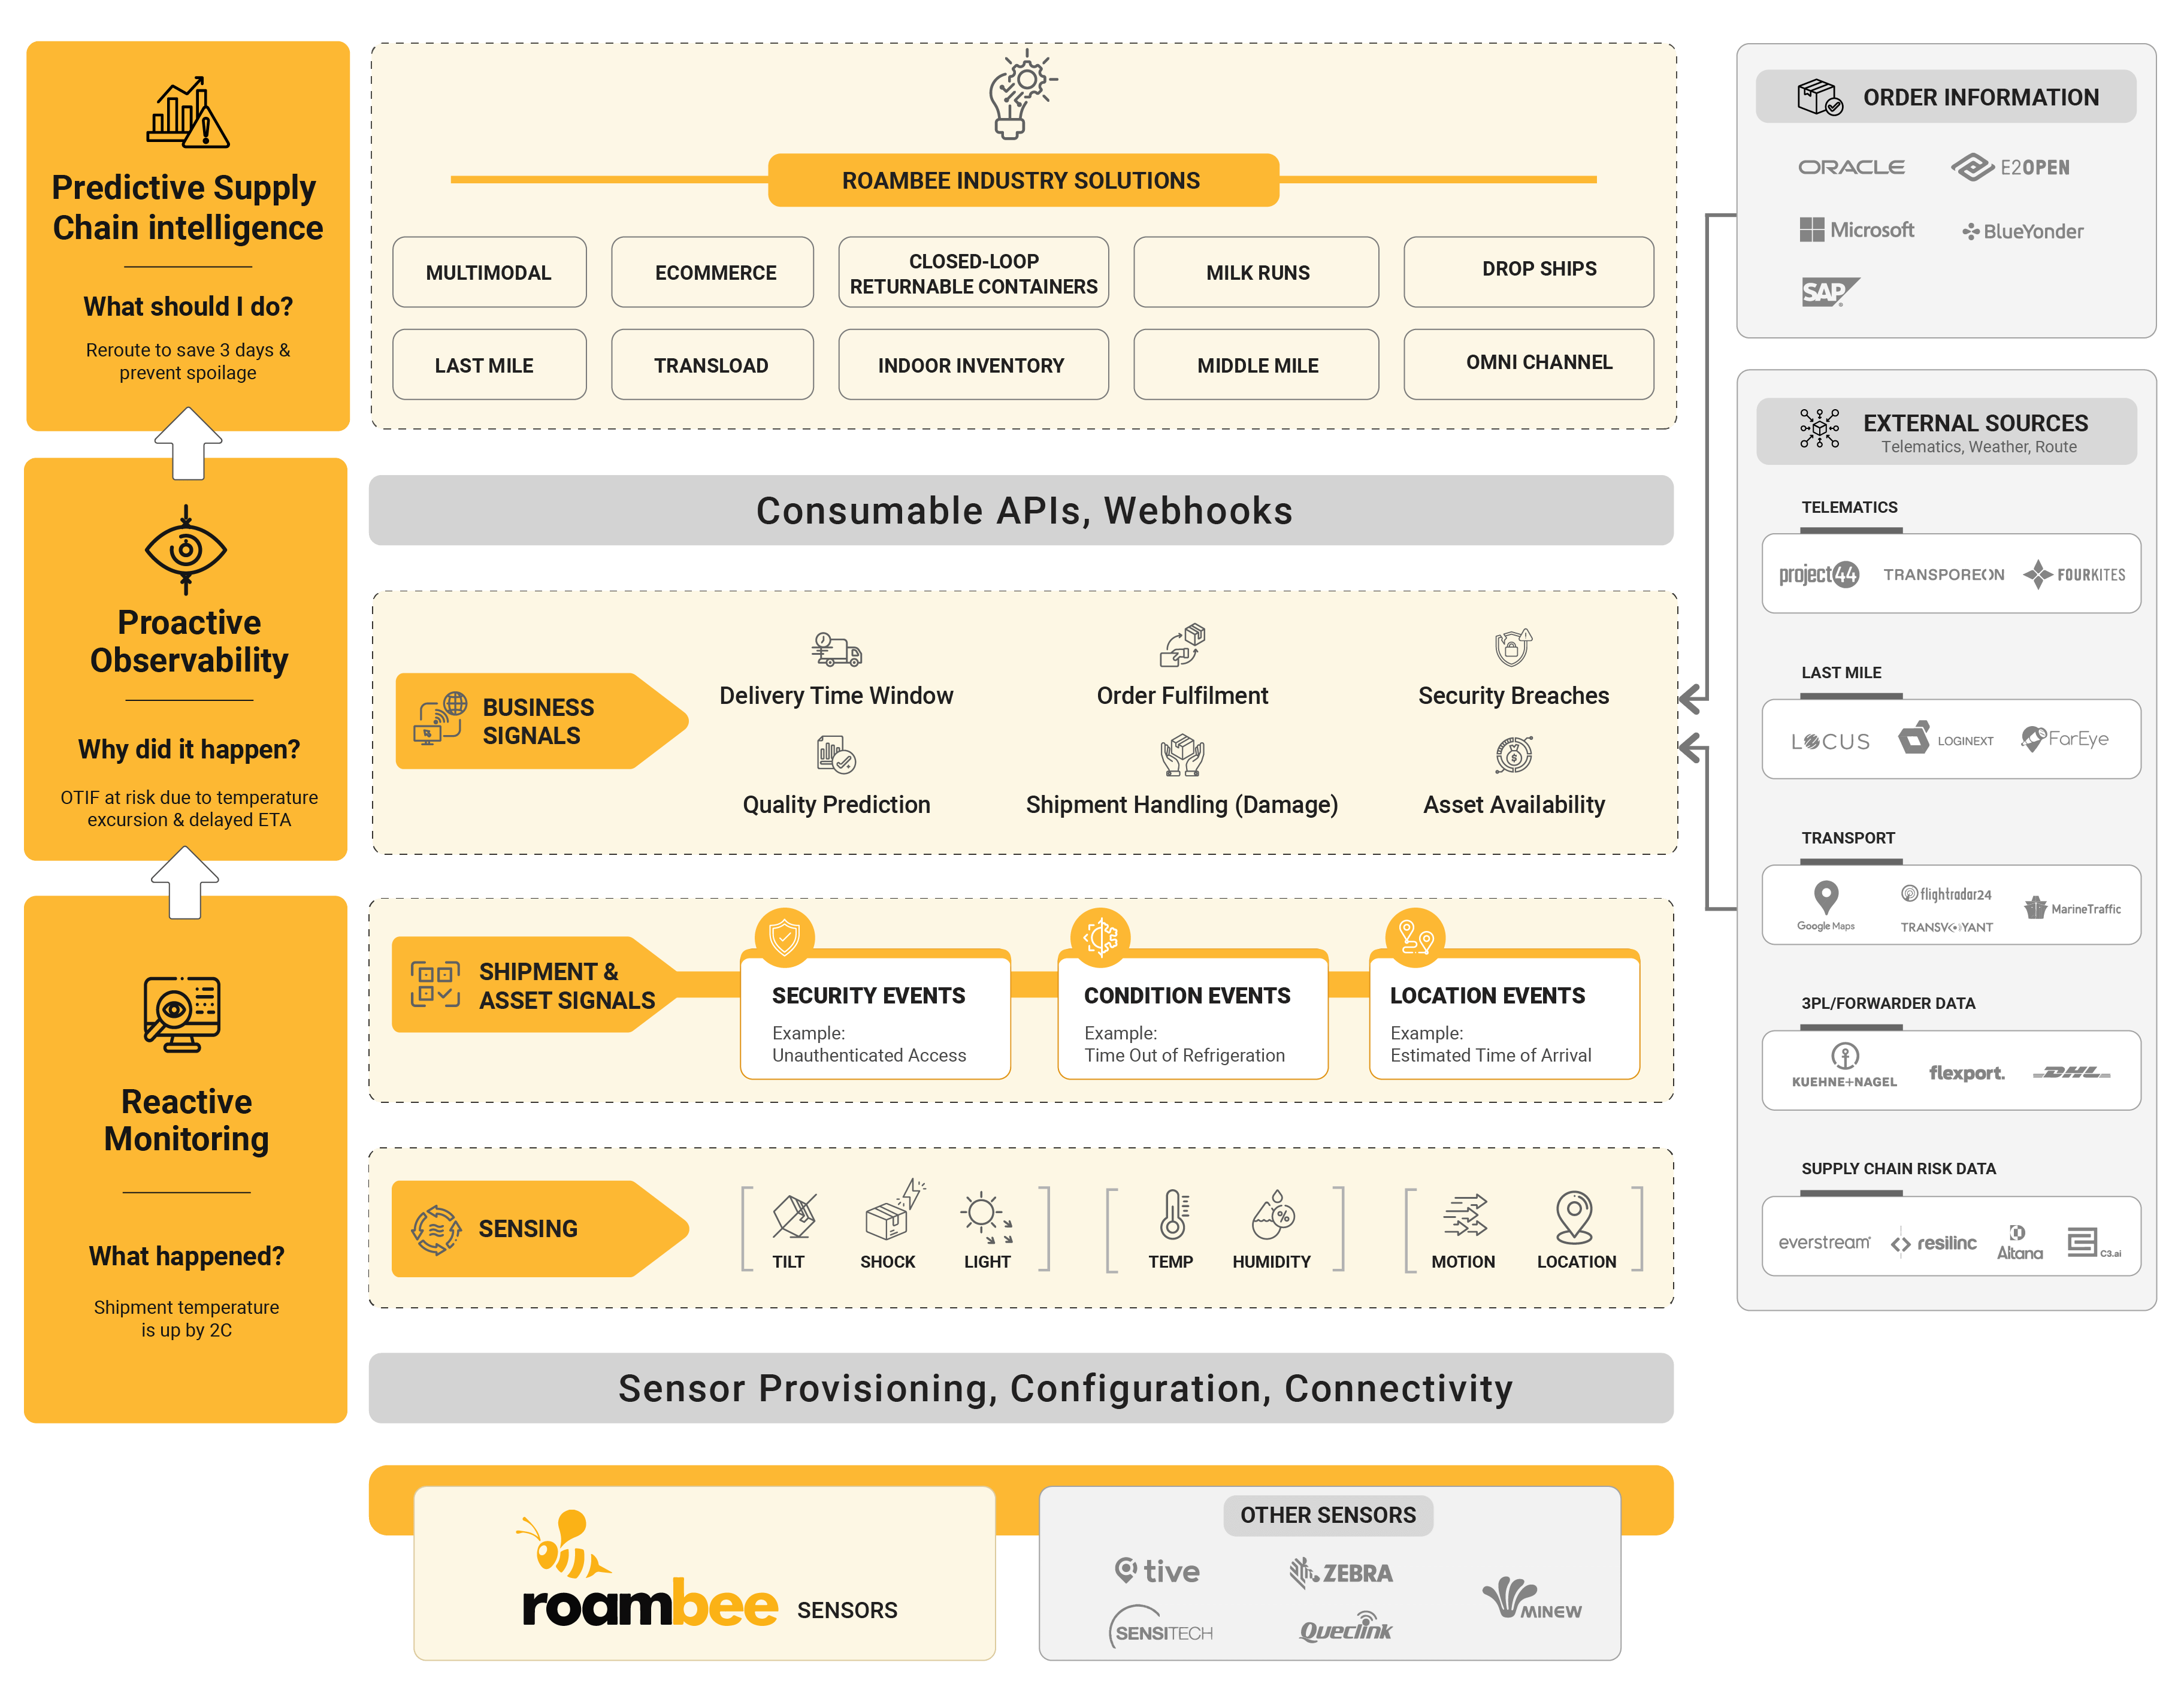 Predictive Supply
Chain intelligence
What should I do?
Reroute to save 3 days &
prevent spoilage
Proactive
Observability
Why did it happen?
OTIF at risk due to temperature
excursion & delayed ETA
Reactive
Monitoring
What happened?
Shipment temperature
is up by 2C
ROAMBEE INDUSTRY SOLUTIONS
MULTIMODAL
ECOMMERCE
CLOSED-LOOP
RETURNABLE CONTAINERS
MILK RUNS
DROP SHIPS
LAST MILE
TRANSLOAD
INDOOR INVENTORY
MIDDLE MILE
OMNI CHANNEL
Consumable APIs, Webhooks
BUSINESS
SIGNALS
Delivery Time Window
Order Fulfilment
Security Breaches
Quality Prediction
Shipment Handling (Damage)
Asset Availability
SHIPMENT &
ASSET SIGNALS
SECURITY EVENTS
Example:
Unauthenticated Access
CONDITION EVENTS
Example:
Time Out of Refrigeration
LOCATION EVENTS
Example:
Estimated Time of Arrival
SENSING
TILT
SHOCK
LIGHT
TEMP
HUMIDITY
MOTION
LOCATION
Sensor Provisioning, Configuration, Connectivity
roambee SENSORS
OTHER SENSORS
tive
ZEBRA
MINEW
SENSITECH
Queclink
ORDER INFORMATION
ORACLE
E2OPEN
Microsoft
BlueYonder
SAP
EXTERNAL SOURCES
Telematics, Weather, Route
TELEMATICS
project44
TRANSPOREON
FOURKITES
LAST MILE
LOCUS
LOGINEXT
FarEye
TRANSPORT
Google Maps
flightradar24
TRANSVOYANT
MarineTraffic
3PL/FORWARDER DATA
KUEHNE+NAGEL
flexport.
DHL
SUPPLY CHAIN RISK DATA
everstream
resilinc
Altana
C3.ai